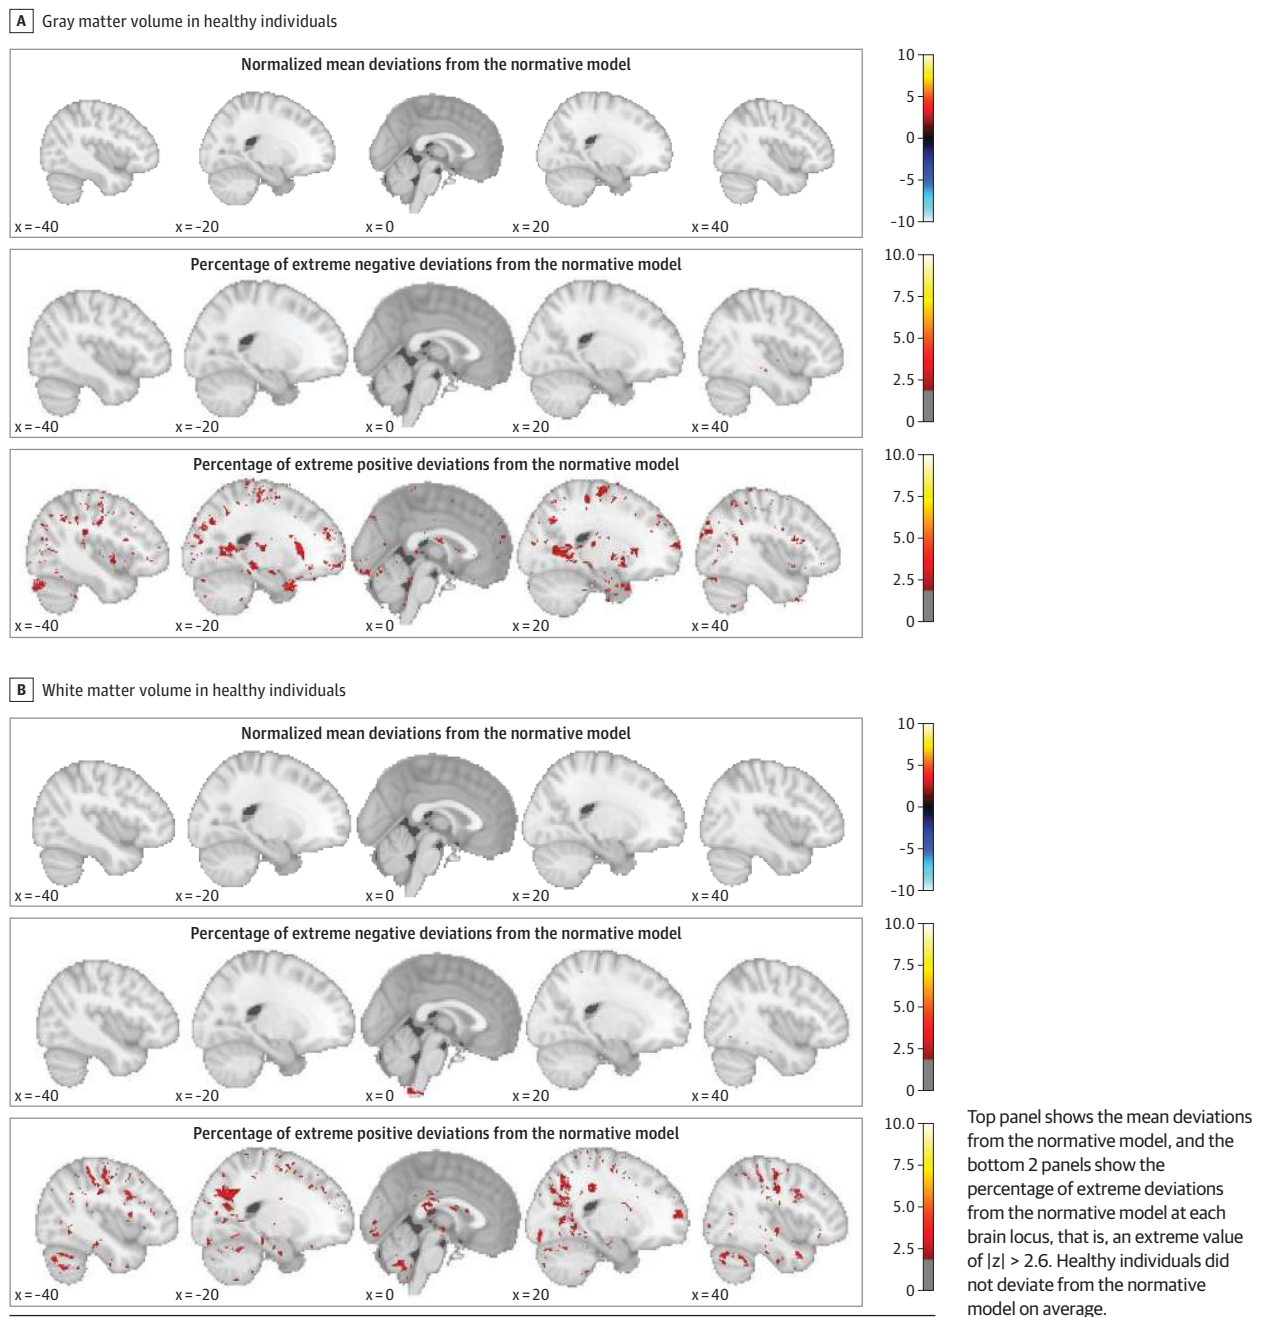 A Gray matter volume in healthy individuals
Normalized mean deviations from the normative model
x = -40 x = -20 x = 0 x = 20 x = 40
10
5
0
-5
-10
Percentage of extreme negative deviations from the normative model
x = -40 x = -20 x = 0 x = 20 x = 40
10.0
7.5
5.0
2.5
0
Percentage of extreme positive deviations from the normative model
x = -40 x = -20 x = 0 x = 20 x = 40
10.0
7.5
5.0
2.5
0
B White matter volume in healthy individuals
Normalized mean deviations from the normative model
x = -40 x = -20 x = 0 x = 20 x = 40
10
5
0
-5
-10
Percentage of extreme negative deviations from the normative model
x = -40 x = -20 x = 0 x = 20 x = 40
10.0
7.5
5.0
2.5
0
Percentage of extreme positive deviations from the normative model
x = -40 x = -20 x = 0 x = 20 x = 40
10.0
7.5
5.0
2.5
0
Top panel shows the mean deviations
from the normative model, and the
bottom 2 panels show the
percentage of extreme deviations
from the normative model at each
brain locus, that is, an extreme value
of |z| > 2.6. Healthy individuals did
not deviate from the normative
model on average.